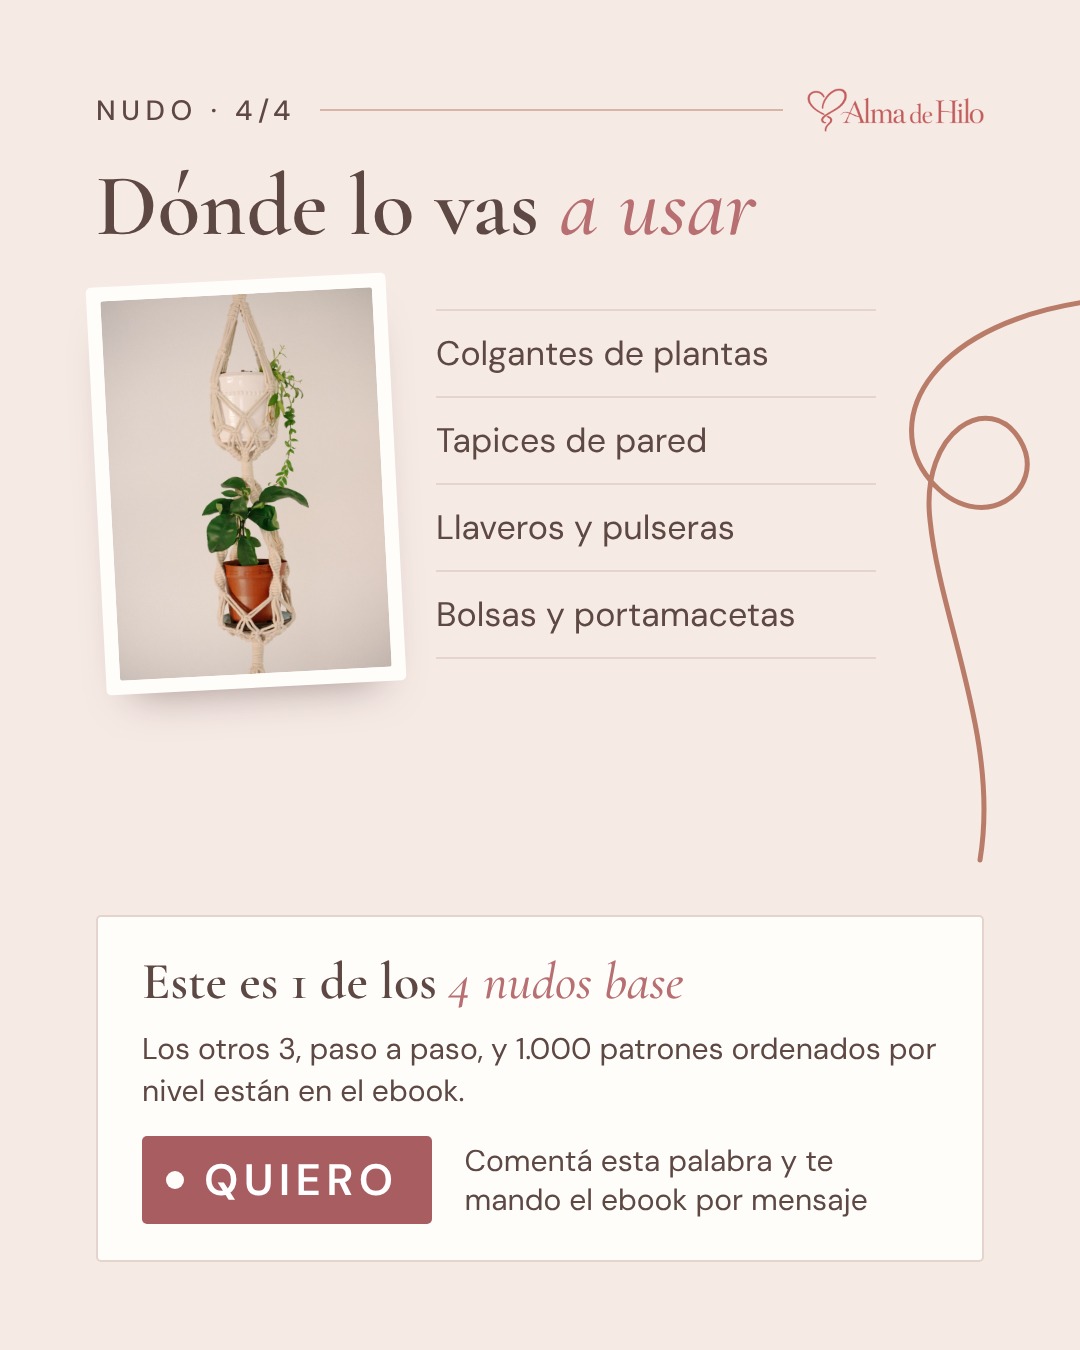 NUDO · 4/4
Alma de Hilo
Dónde lo vas a usar
Colgantes de plantas
Tapices de pared
Llaveros y pulseras
Bolsas y portamacetas
Este es 1 de los 4 nudos base
Los otros 3, paso a paso, y 1.000 patrones ordenados por
nivel están en el ebook.
• QUIERO
Comentá esta palabra y te
mando el ebook por mensaje